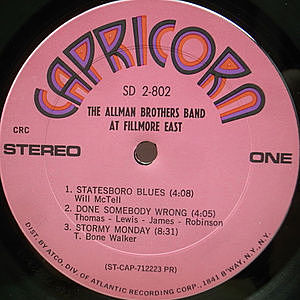 CAPRICORN
SD 2-802
THE ALLMAN BROTHERS BAND
AT FILLMORE EAST
CRC
STEREO
ONE
1. STATESBORO BLUES (4:08)
Will McTell
2. DONE SOMEBODY WRONG (4:05)
Thomas - Lewis - James - Robinson
3. STORMY MONDAY (8:31)
T. Bone Walker
(ST-CAP-712223 PR)
DIST. BY ATCO, DIV. OF ATLANTIC RECORDING CORP., 1841 B'WAY, N.Y., N.Y.